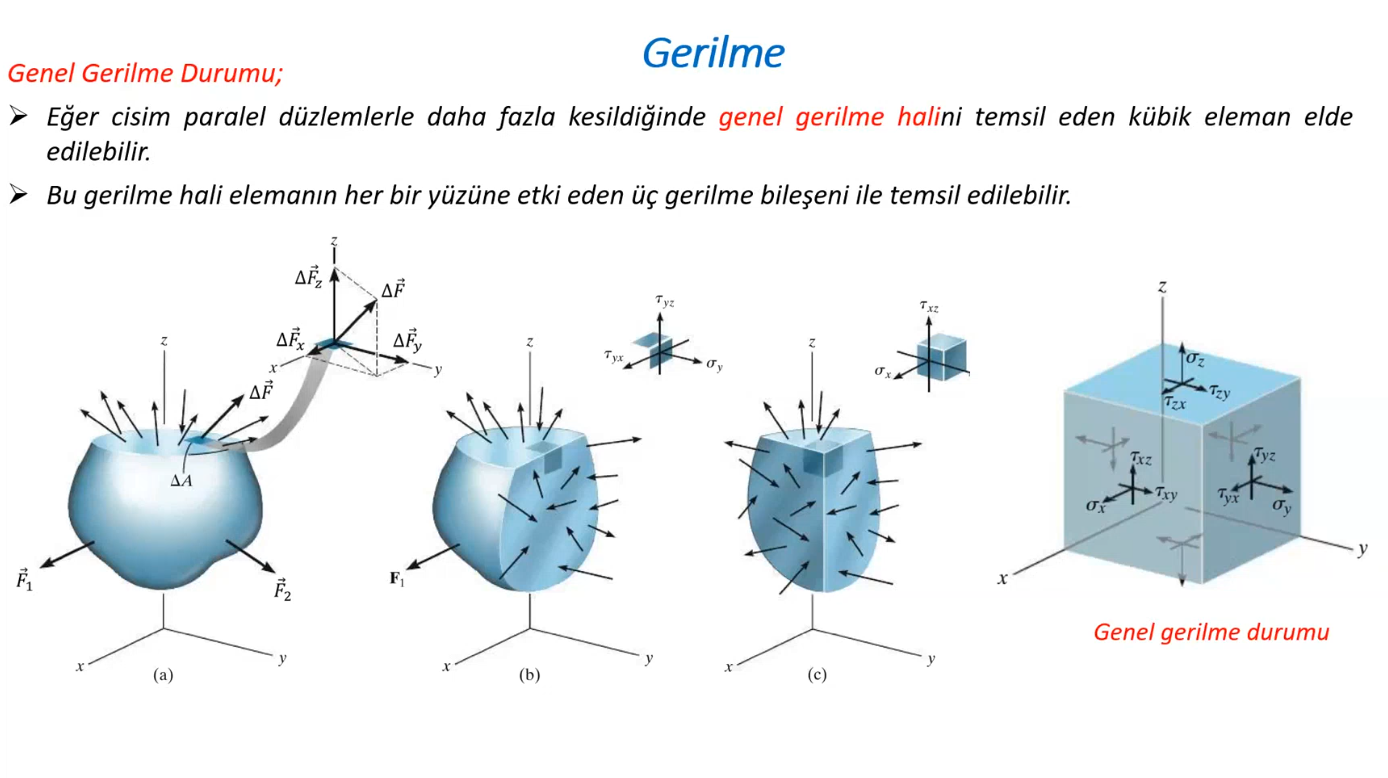 Gerilme
Genel Gerilme Durumu;
➢ Eğer cisim paralel düzlemlerle daha fazla kesildiğinde genel gerilme halini temsil eden kübik eleman elde
edilebilir.
➢ Bu gerilme hali elemanın her bir yüzüne etki eden üç gerilme bileşeni ile temsil edilebilir.
z
ΔF⃗z
ΔF⃗
ΔF⃗x
ΔF⃗y
x
y
z
ΔF⃗
ΔA
F⃗1
F⃗2
x
y
(a)
τyz
τyx
σy
z
F1
x
y
(b)
τxz
σx
z
x
y
(c)
z
σz
τzy
τzx
τxz
τxy
σx
τyz
τyx
σy
x
y
Genel gerilme durumu